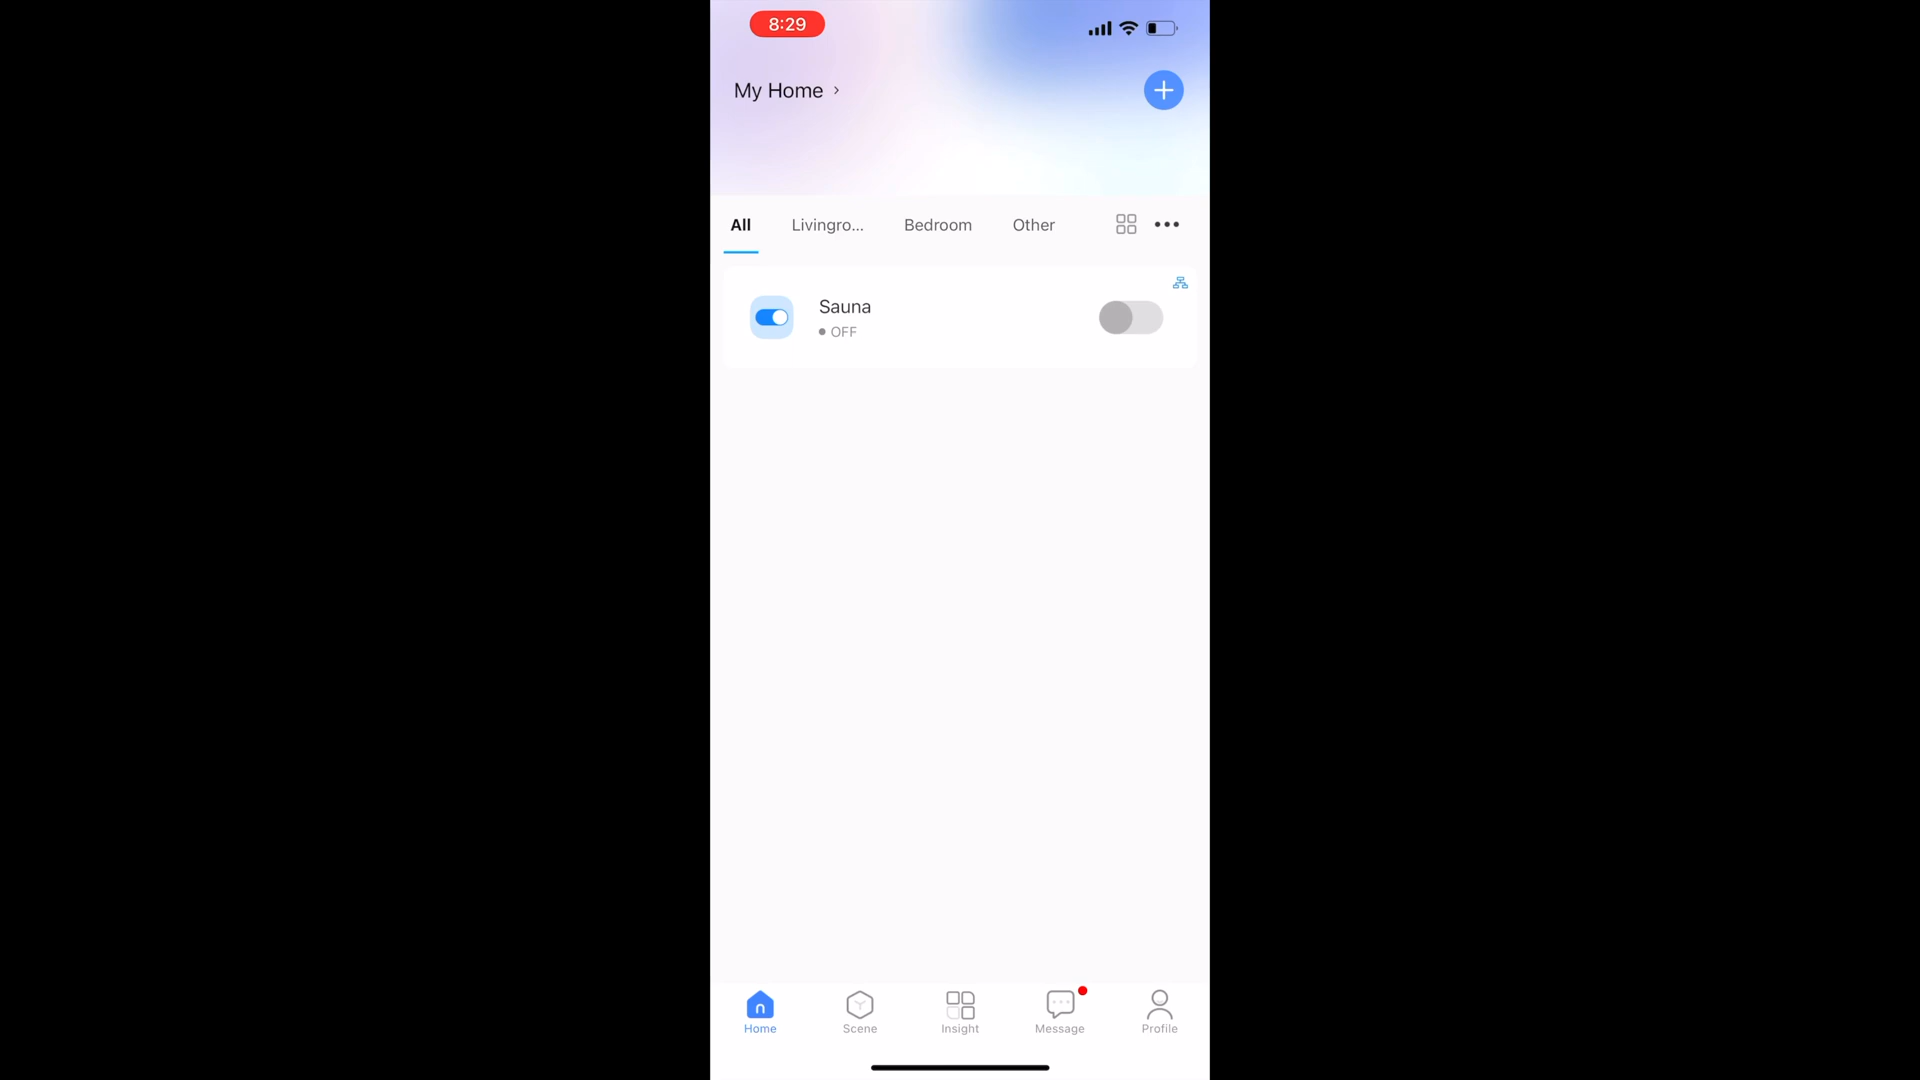 8:29
My Home
All Livingro... Bedroom Other
Sauna
OFF
Home Scene Insight Message Profile